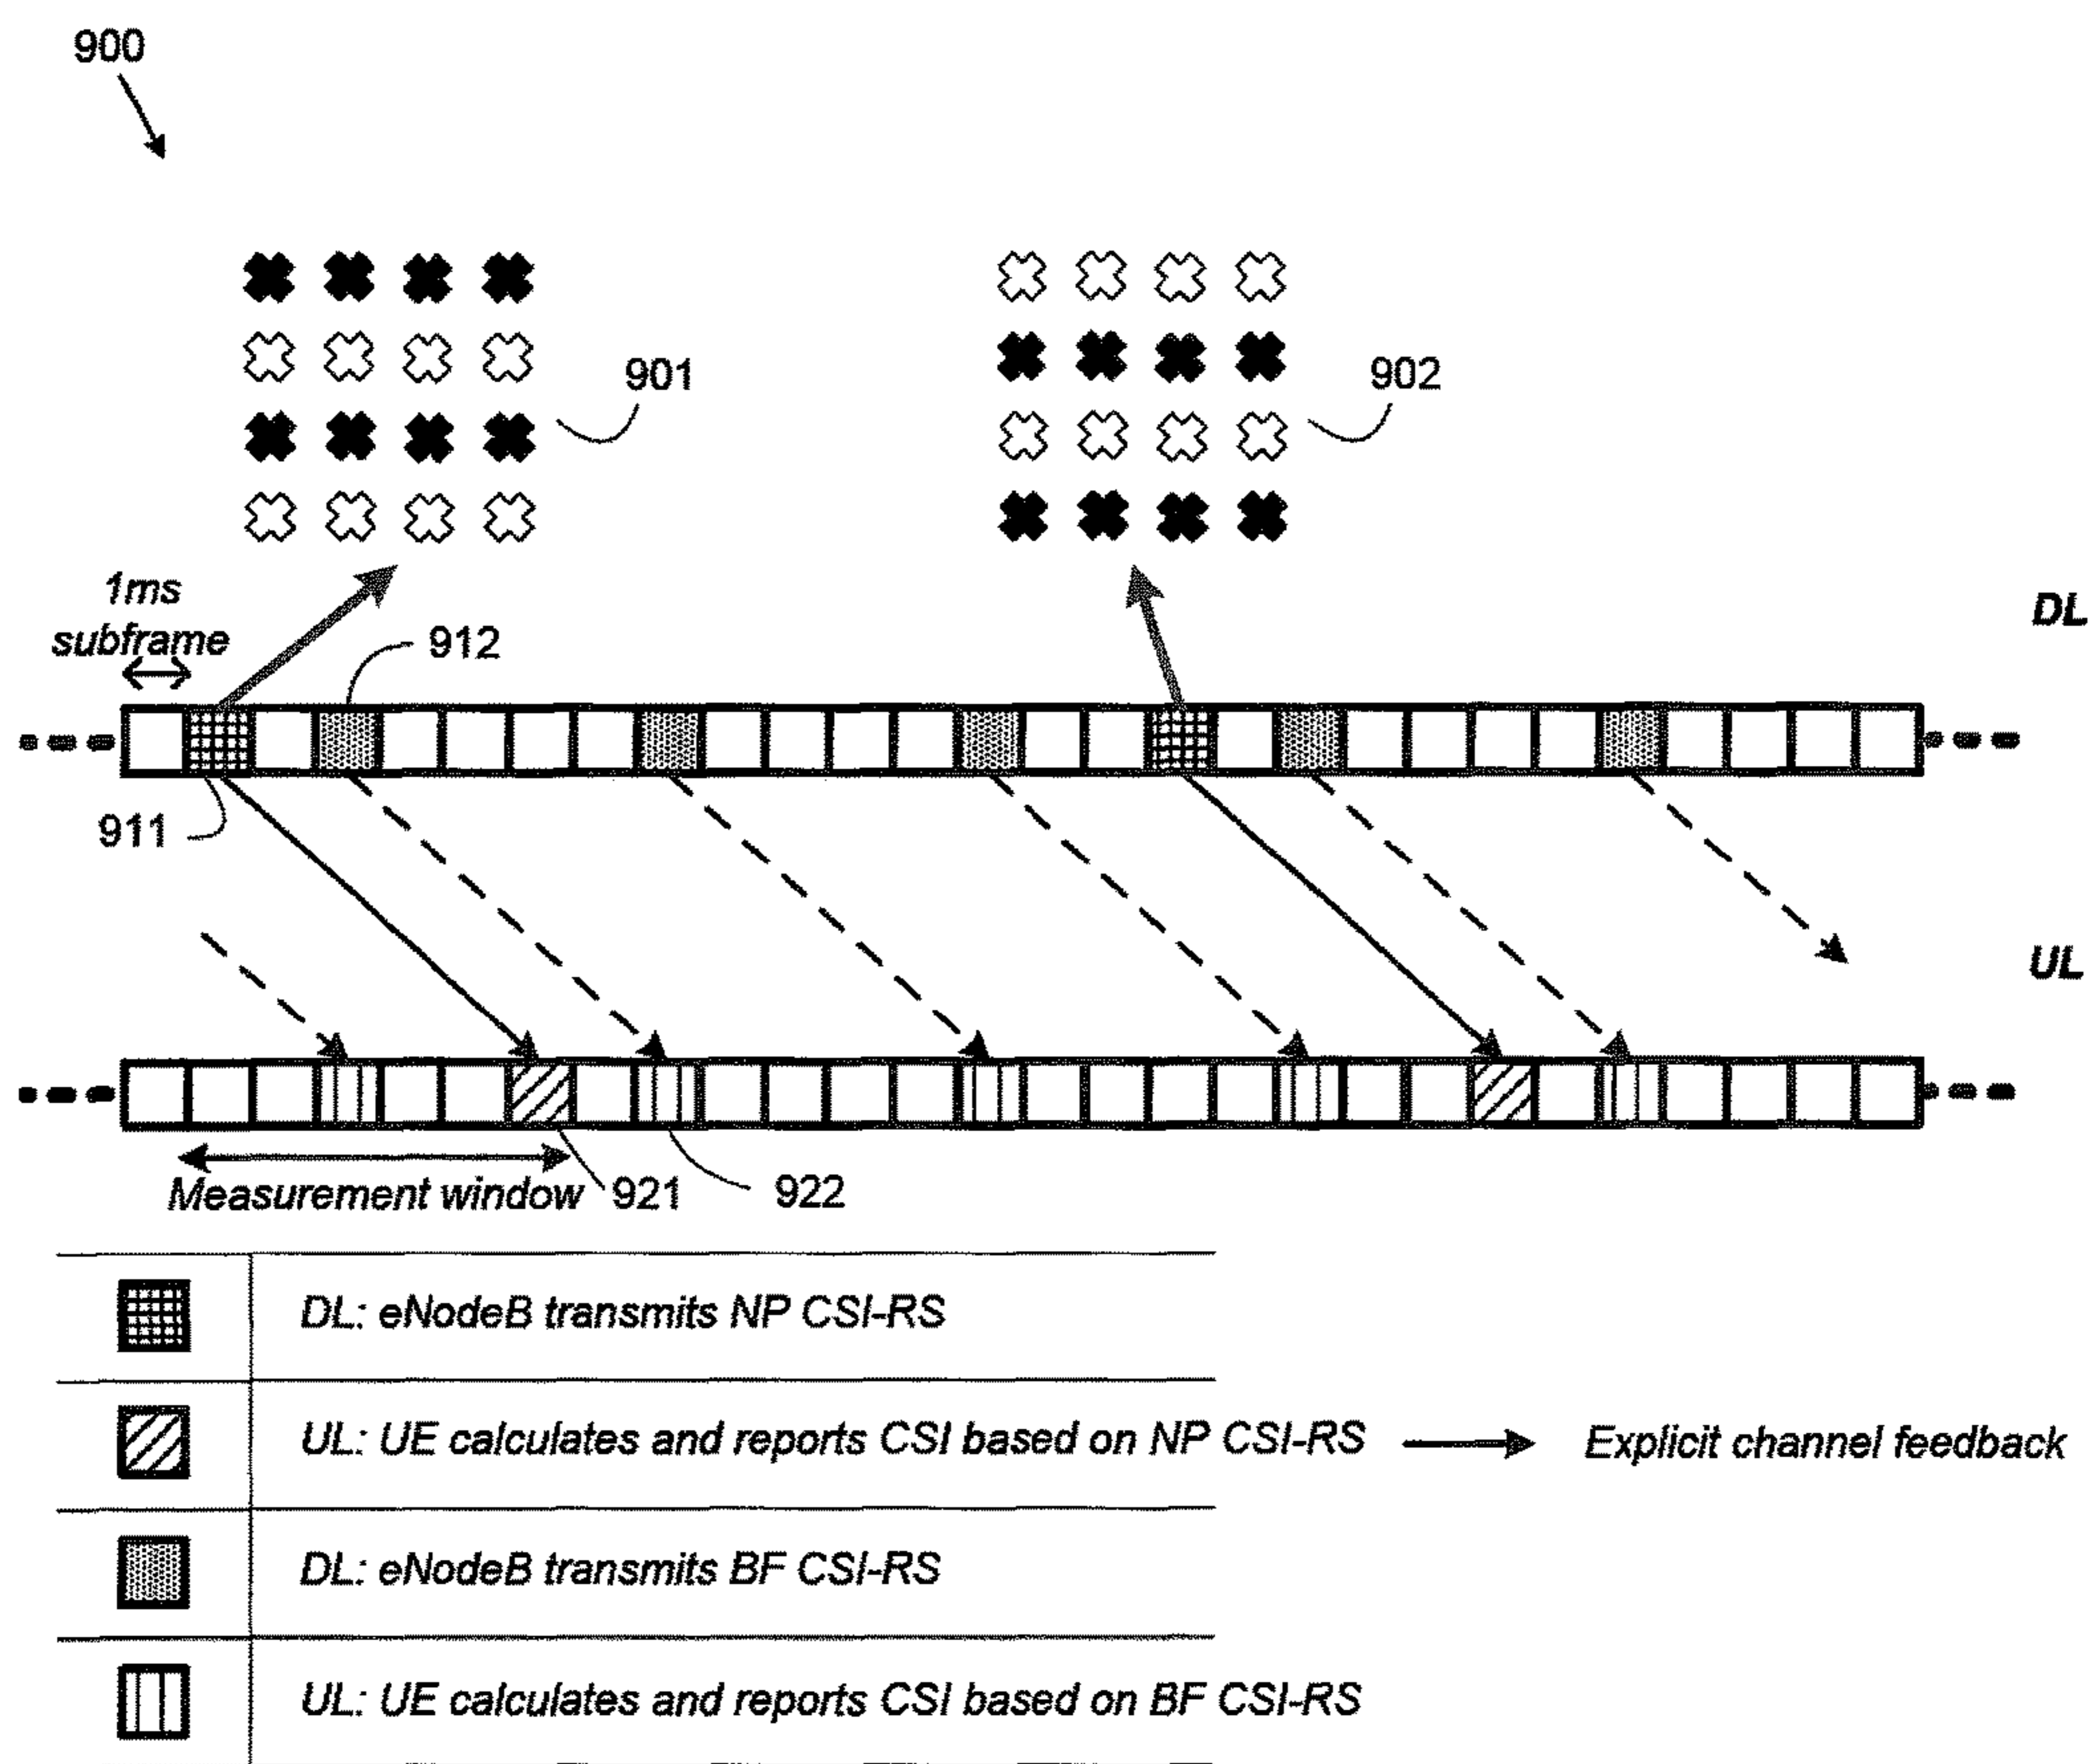 900
901
902
1ms
subframe
912
DL
911
UL
Measurement window
921
922
DL: eNodeB transmits NP CSI-RS
UL: UE calculates and reports CSI based on NP CSI-RS
Explicit channel feedback
DL: eNodeB transmits BF CSI-RS
UL: UE calculates and reports CSI based on BF CSI-RS